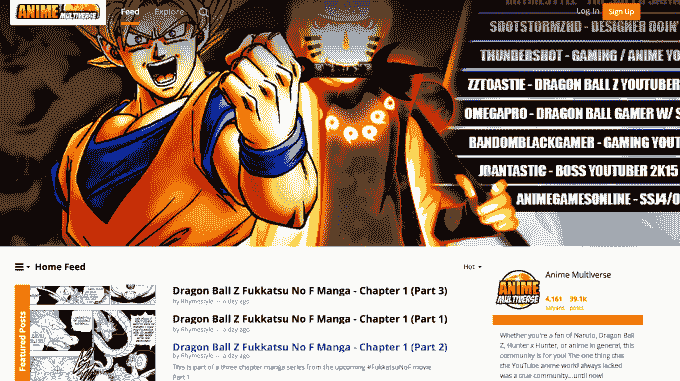 ANIME MULTIVERSE
Feed
Explore
Log In
Sign Up
SDOTSTORMZHD - DESIGNER DOIN'
THUNDERSHOT - GAMING / ANIME YO
ZZTOASTIE - DRAGON BALL Z YOUTUBER
OMEGAPRO - DRAGON BALL GAMER W/ S
RANDOMBLACKGAMER - GAMING YOUT
JBANTASTIC - BOSS YOUTUBER 2K15
ANIMEGAMESONLINE - SSJ4/O
Home Feed
Hot
Featured Posts
Dragon Ball Z Fukkatsu No F Manga - Chapter 1 (Part 3)
by Rhymestyle
a day ago
Dragon Ball Z Fukkatsu No F Manga - Chapter 1 (Part 1)
by Rhymestyle - a day ago
Dragon Ball Z Fukkatsu No F Manga - Chapter 1 (Part 2)
by Rhymestyle - a day ago
This is part of a three chapter manga series from the upcoming #FukkatsuNoF movie
Part 1
ANIME MULTIVERSE
Anime Multiverse
4,161 39.1k
Whether you're a fan of Naruto, Dragon Ball
Z, Hunter x Hunter, or anime in general, this
community is for you! The one thing that
the YouTube anime world always lacked
was a true community...until now!